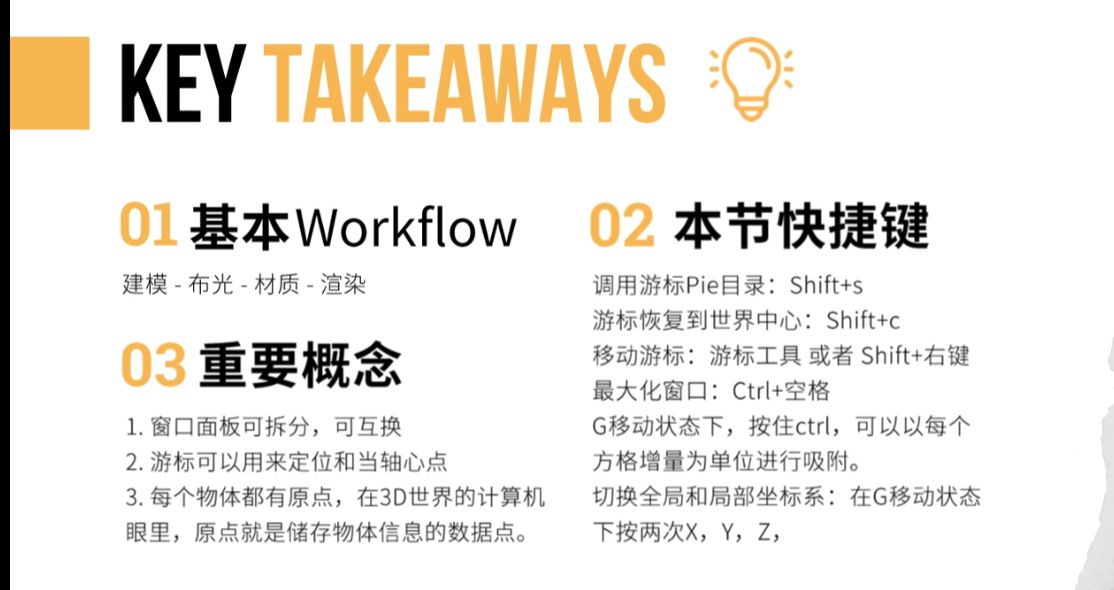 KEY TAKEAWAYS
01 基本Workflow
建模 - 布光 - 材质 - 渲染
03 重要概念
1. 窗口面板可拆分，可互换
2. 游标可以用来定位和当轴心点
3. 每个物体都有原点，在3D世界的计算机
眼里，原点就是储存物体信息的数据点。
02 本节快捷键
调用游标Pie目录：Shift+s
游标恢复到世界中心：Shift+c
移动游标：游标工具 或者 Shift+右键
最大化窗口：Ctrl+空格
G移动状态下，按住ctrl，可以以每个
方格增量为单位进行吸附。
切换全局和局部坐标系：在G移动状态
下按两次X，Y，Z，